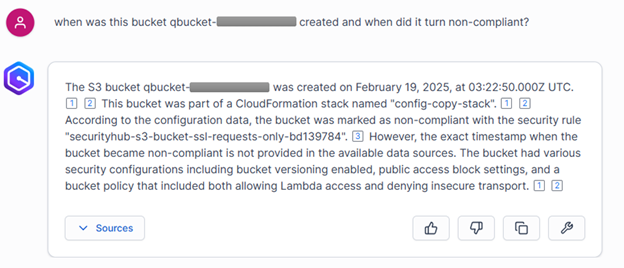 when was this bucket qbucket- created and when did it turn non-compliant?
The S3 bucket qbucket- was created on February 19, 2025, at 03:22:50.000Z UTC.
1 2 This bucket was part of a CloudFormation stack named "config-copy-stack". 1 2
According to the configuration data, the bucket was marked as non-compliant with the security rule
"securityhub-s3-bucket-ssl-requests-only-bd139784". 3 However, the exact timestamp when the
bucket became non-compliant is not provided in the available data sources. The bucket had various
security configurations including bucket versioning enabled, public access block settings, and a
bucket policy that included both allowing Lambda access and denying insecure transport. 1 2
Sources